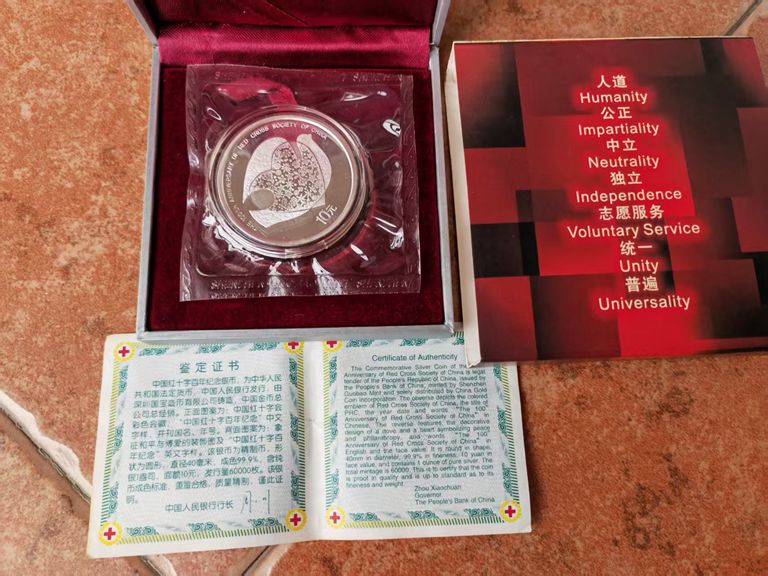 THE 100TH ANNIVERSARY OF RED CROSS SOCIETY OF CHINA
10元
人道
Humanity
公正
Impartiality
中立
Neutrality
独立
Independence
志愿服务
Voluntary Service
统一
Unity
普遍
Universality
鉴定证书
中国红十字百年纪念银币，为中华人民
共和国法定货币，中国人民银行发行，由
深圳国宝造币有限公司铸造，中国金币总
公司总经销。正面图案为：中国红十字会
彩色会徽，“中国红十字百年纪念”中文
字样，并刊国名、年号。背面图案为：象
征和平与博爱的装饰图及“中国红十字百
年纪念”英文字样。该银币为精制币，形
状为圆形，直径40毫米，成色99.9%，含纯
银1盎司，面额10元，发行量60000枚。该银
币成色标准，重量合格，质量精制，谨此证
明。
中国人民银行行长
Certificate of Authenticity
The Commemorative Silver Coin of the 100
Anniversary of Red Cross Society of China is legal
tender of the People's Republic of China, issued by
the People's Bank of China, minted by Shenzhen
Guobao Mint and solely distributed by China Gold
Coin Incorporation. The obverse depicts the colored
emblem of Red Cross Society of China, the title of
PRC, the year date and words "The 100
Anniversary of Red Cross Society of China" in
Chinese. The reverse features the decorative
design of a dove and a heart symbolizing peace
and philanthropy, and words "The 100
Anniversary of Red Cross Society of China" in
English and the face value. It is round in shape,
40mm in diameter, 99.9% in fineness, 10 yuan in
face value, and contains 1 ounce of pure silver. The
total mintage is 60000. This is to certify that the coin
is proof in quality and is up to standard as to its
fineness and weight.
Zhou Xiaochuan
Governor
The People's Bank of China